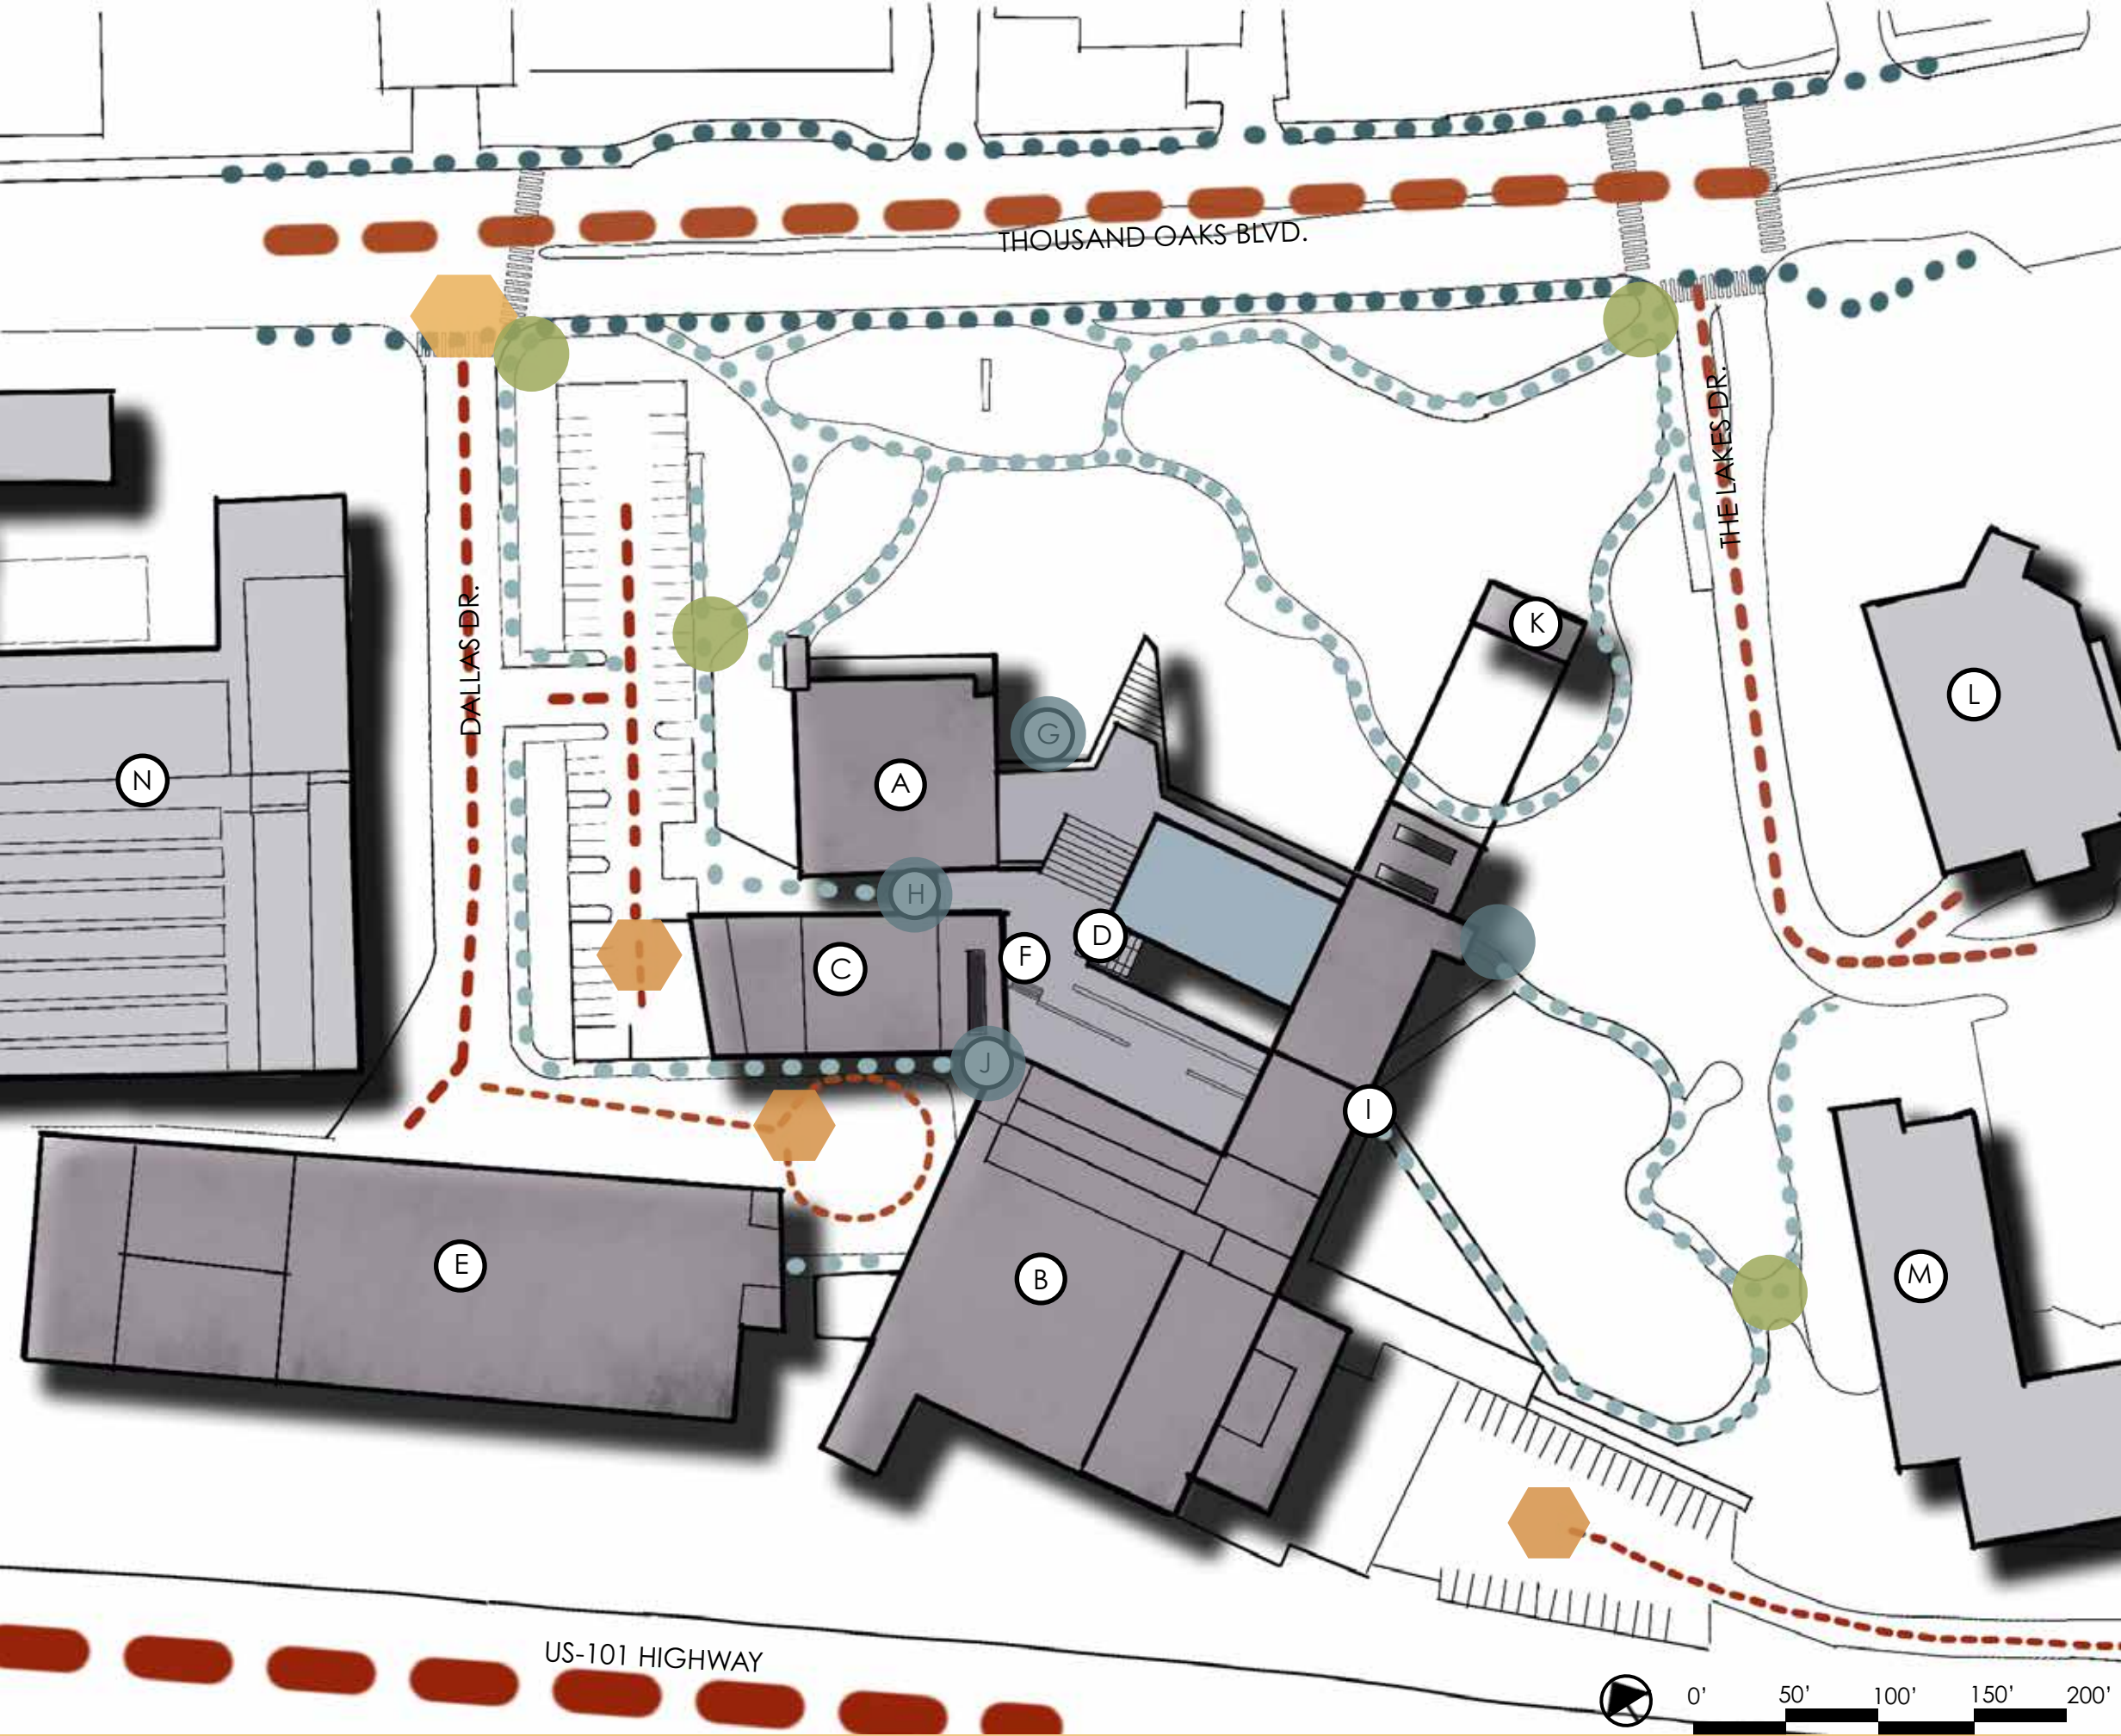 THOUSAND OAKS BLVD.
THE LAKES DR.
DALLAS DR.
K
L
G
N
A
H
D
F
C
J
I
E
B
M
US-101 HIGHWAY
0' 50' 100' 150' 200'